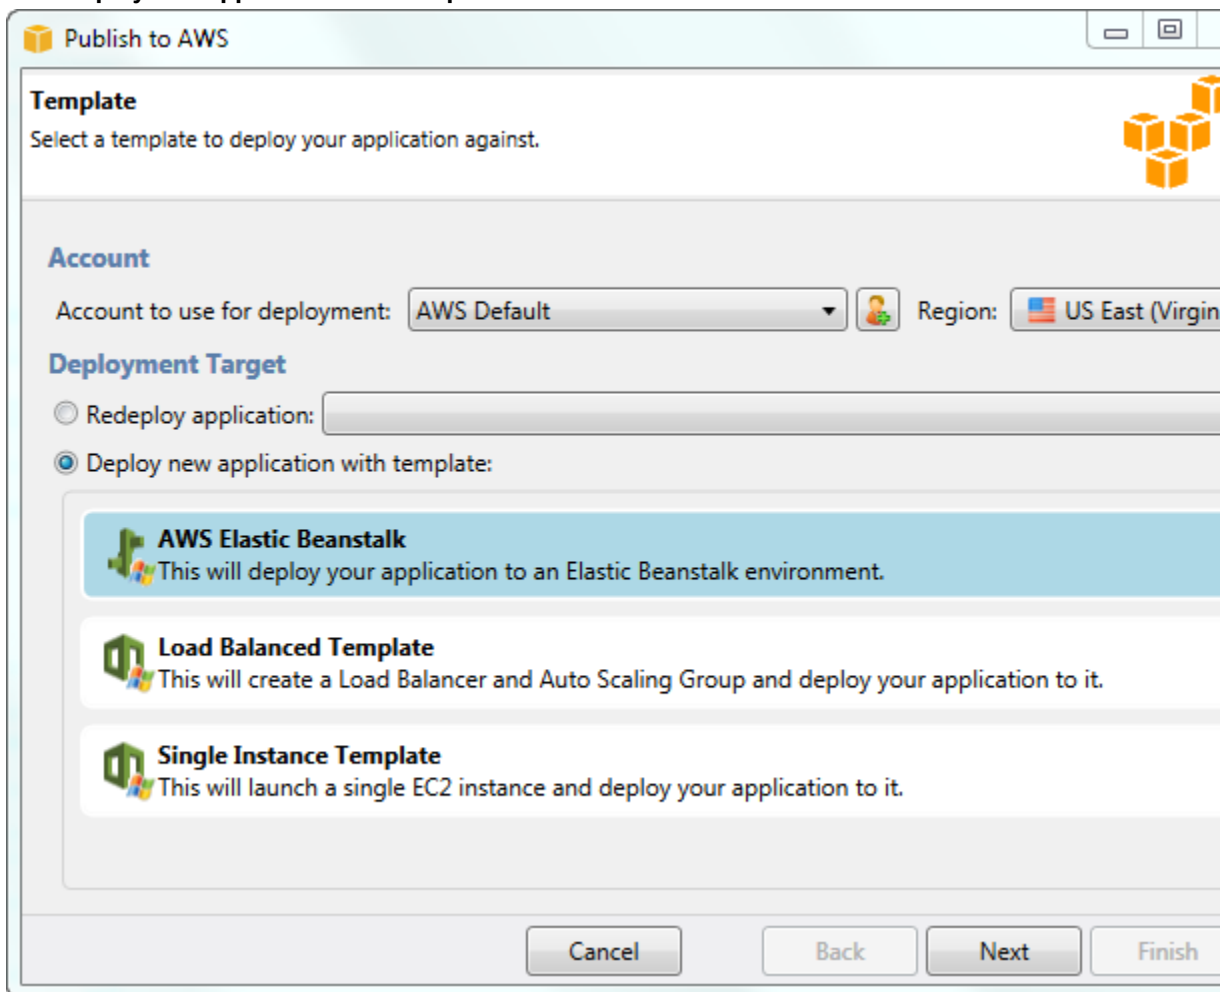 Publish to AWS
Template
Select a template to deploy your application against.
Account
Account to use for deployment: AWS Default Region: US East (Virgin
Deployment Target
Redeploy application:
Deploy new application with template:
AWS Elastic Beanstalk
This will deploy your application to an Elastic Beanstalk environment.
Load Balanced Template
This will create a Load Balancer and Auto Scaling Group and deploy your application to it.
Single Instance Template
This will launch a single EC2 instance and deploy your application to it.
Cancel Back Next Finish